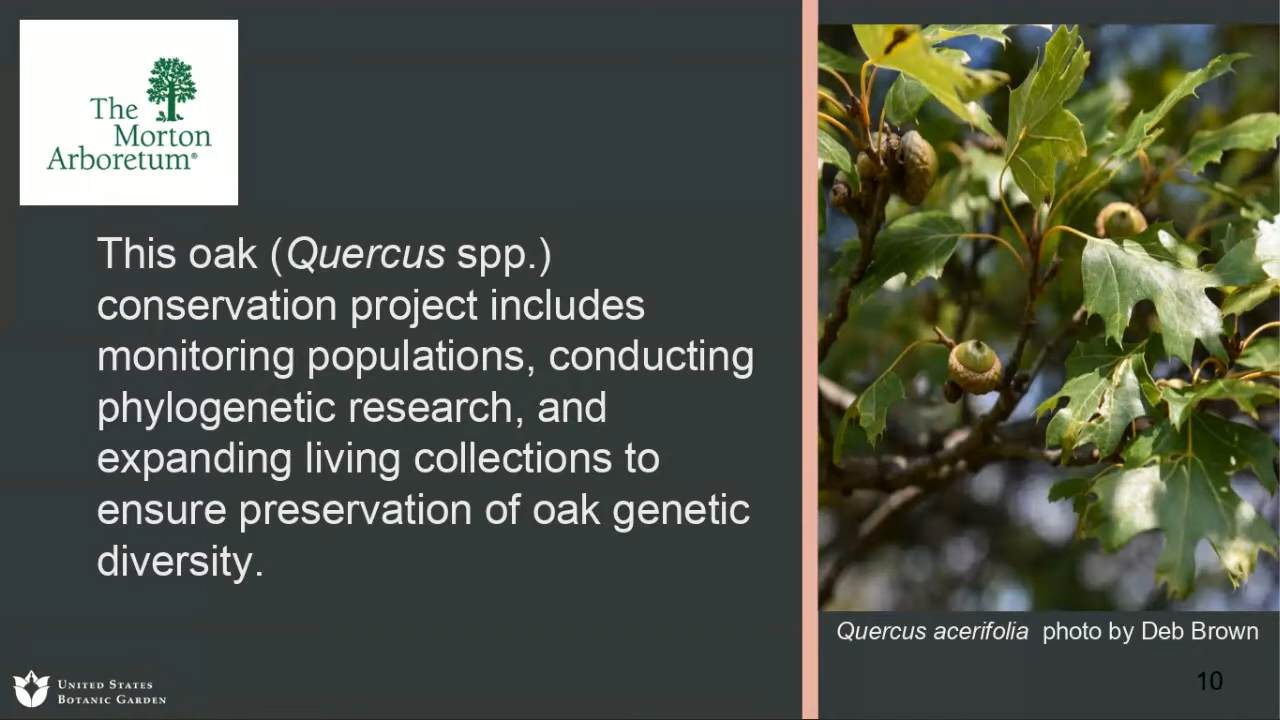 The
Morton
Arboretum®
This oak (Quercus spp.)
conservation project includes
monitoring populations, conducting
phylogenetic research, and
expanding living collections to
ensure preservation of oak genetic
diversity.
Quercus acerifolia photo by Deb Brown
UNITED STATES
BOTANIC GARDEN
10